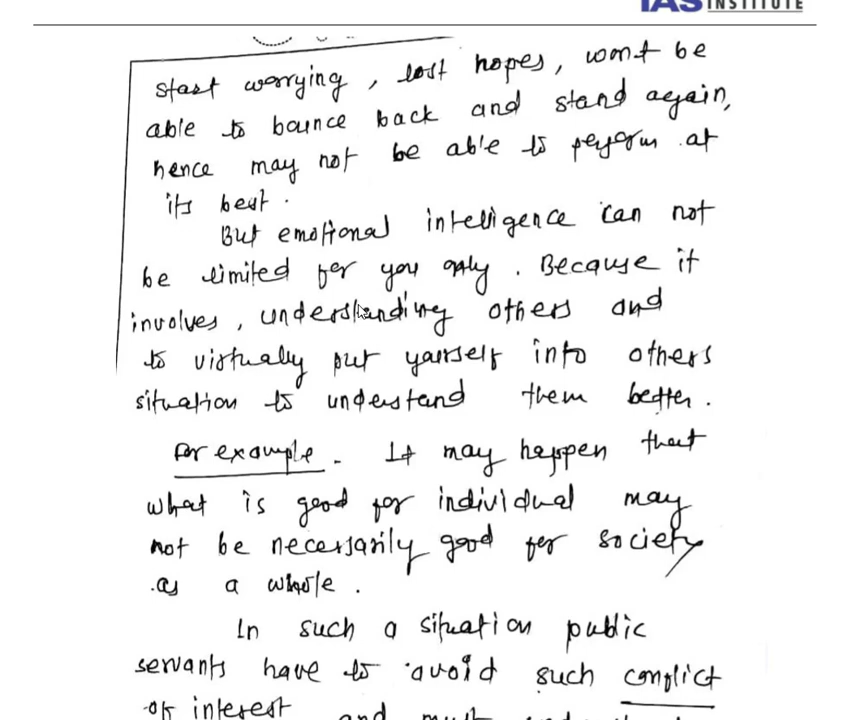 IAS INSTITUTE
start worrying, lost hopes, wont be
able to bounce back and stand again,
hence may not be able to perform at
its best.
But emotional intelligence can not
be limited for you only. Because it
involves, understanding others and
to virtually put yourself into others
situation to understand them better.
for example - It may happen that
what is good for individual may
not be necessarily good for society
as a whole.
In such a situation public
servants have to avoid such conflict
of interest and must